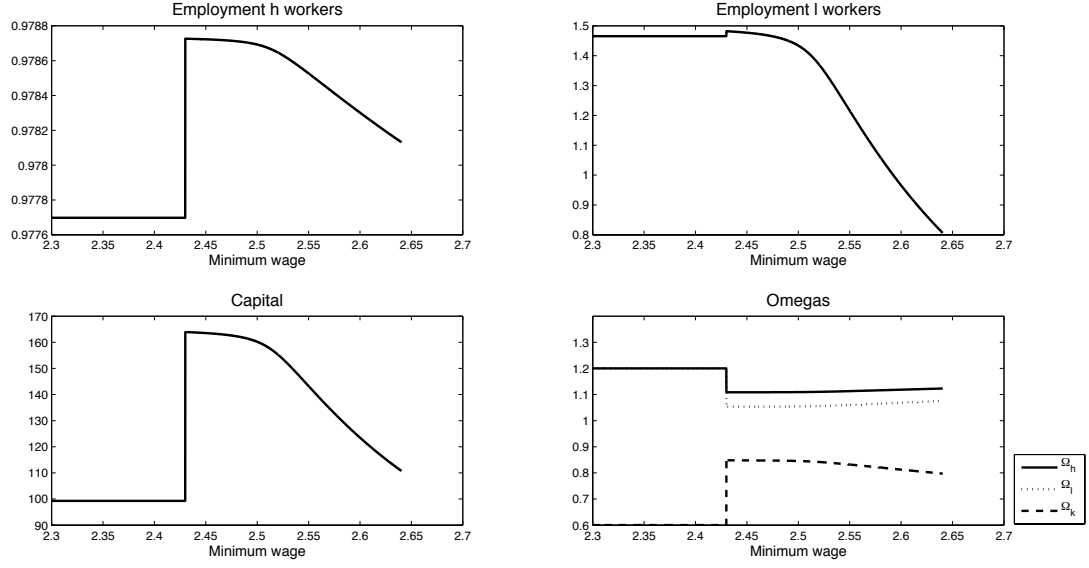 Employment h workers
0.9788
0.9786
0.9784
0.9782
0.978
0.9778
0.9776
2.3 2.35 2.4 2.45 2.5 2.55 2.6 2.65 2.7
Minimum wage
Employment l workers
1.5
1.4
1.3
1.2
1.1
1
0.9
0.8
2.3 2.35 2.4 2.45 2.5 2.55 2.6 2.65 2.7
Minimum wage
Capital
170
160
150
140
130
120
110
100
90
2.3 2.35 2.4 2.45 2.5 2.55 2.6 2.65 2.7
Minimum wage
Omegas
1.3
1.2
1.1
1
0.9
0.8
0.7
0.6
2.3 2.35 2.4 2.45 2.5 2.55 2.6 2.65 2.7
Minimum wage
Ωh
Ωl
Ωk